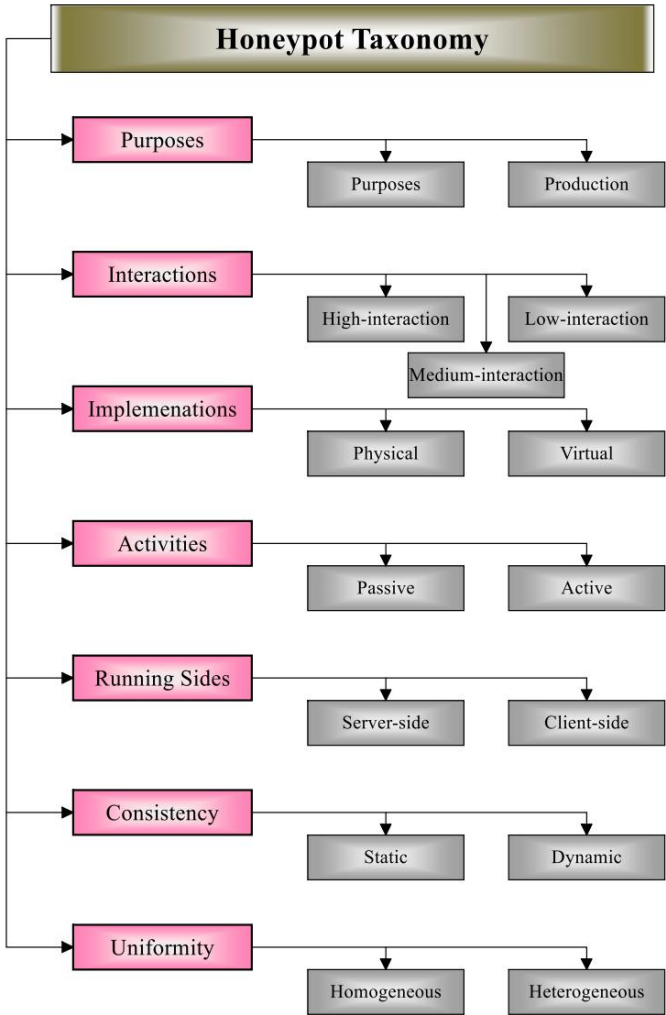 Honeypot Taxonomy
Purposes
Purposes
Production
Interactions
High-interaction
Low-interaction
Medium-interaction
Implemenations
Physical
Virtual
Activities
Passive
Active
Running Sides
Server-side
Client-side
Consistency
Static
Dynamic
Uniformity
Homogeneous
Heterogeneous